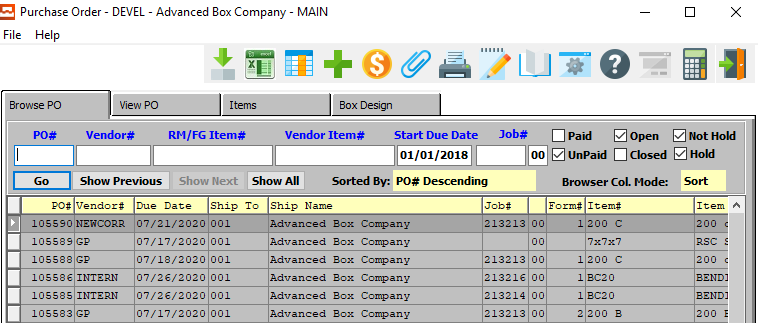 Purchase Order - DEVEL - Advanced Box Company - MAIN
File Help
Browse PO View PO Items Box Design
PO# Vendor# RM/FG Item# Vendor Item# Start Due Date Job# Paid Open Not Hold
01/01/2018 00 UnPaid Closed Hold
Go Show Previous Show Next Show All Sorted By: PO# Descending Browser Col. Mode: Sort
PO# Vendor# Due Date Ship To Ship Name Job# Form# Item# Item
105590 NEWCORR 07/21/2020 001 Advanced Box Company 213213 00 1 200 C 200
105589 GP 07/17/2020 001 Advanced Box Company 00 7x7x7 RSC
105588 GP 07/18/2020 001 Advanced Box Company 213213 00 1 200 C 200
105586 INTERN 07/26/2020 001 Advanced Box Company 213216 00 1 BC20 BENDI
105585 INTERN 07/26/2020 001 Advanced Box Company 213214 00 1 BC20 BENDI
105583 GP 07/17/2020 001 Advanced Box Company 213213 00 2 200 B 200